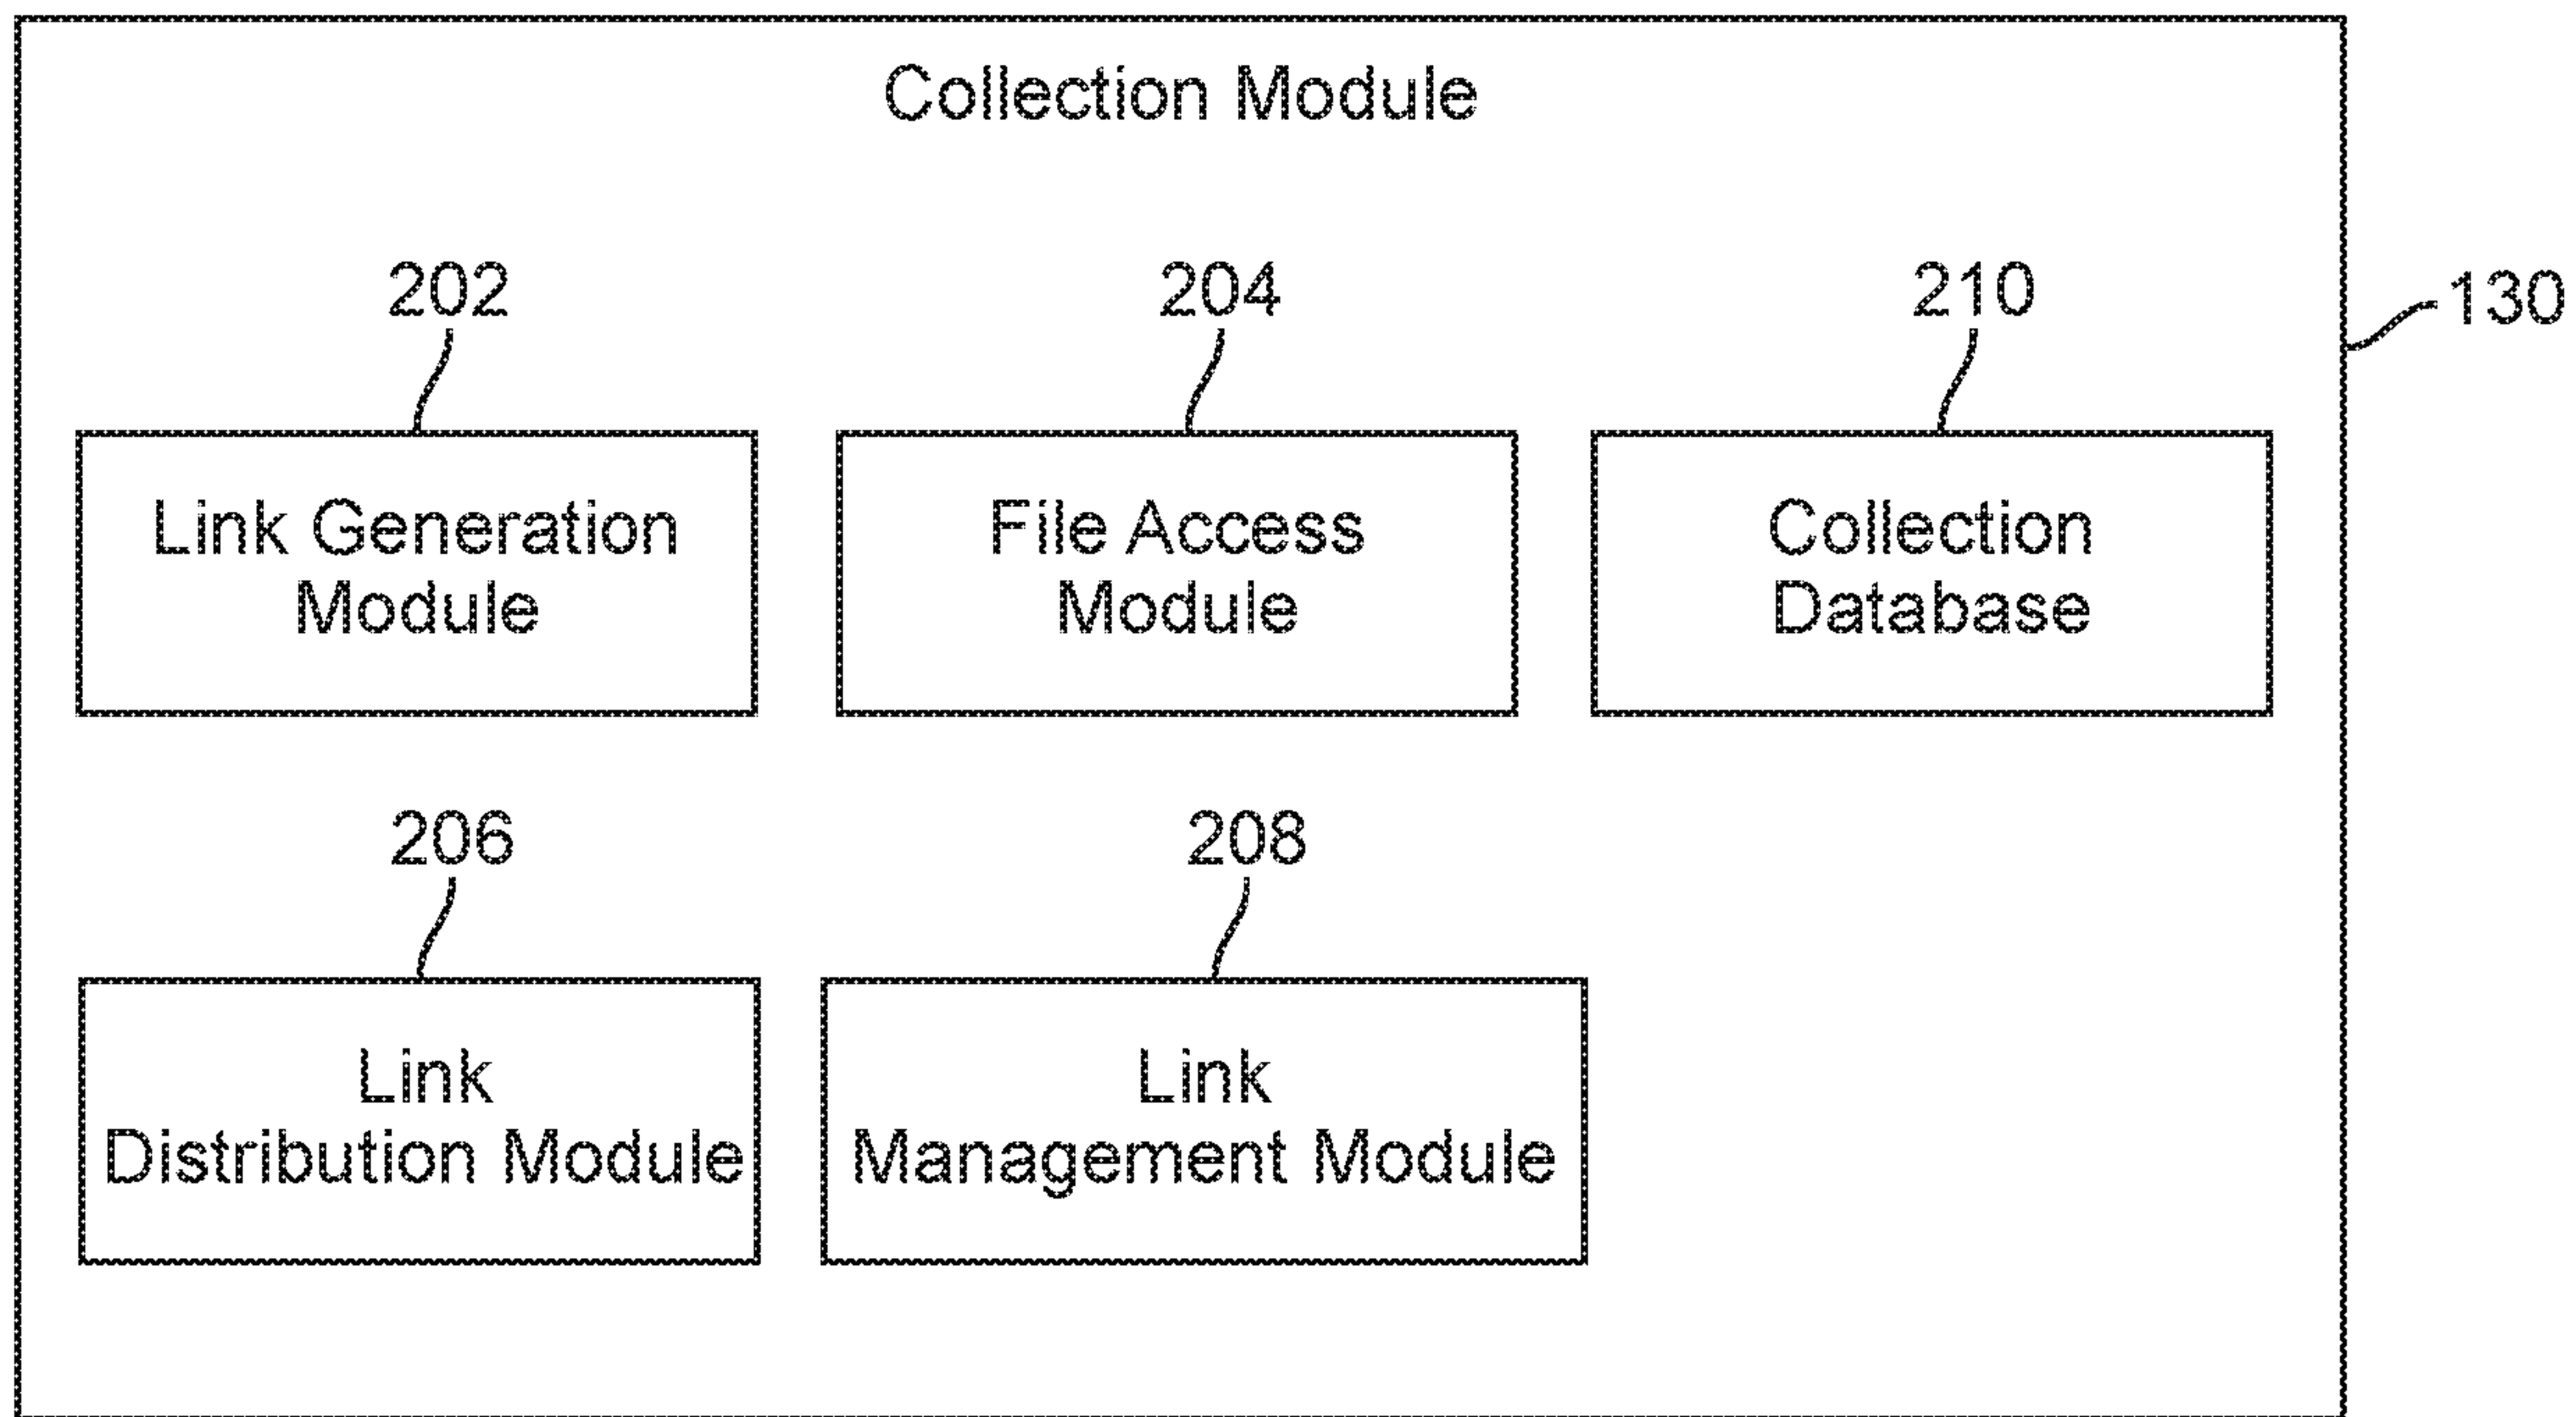 Collection Module
202
204
210
130
Link Generation
Module
File Access
Module
Collection
Database
206
208
Link
Distribution Module
Link
Management Module